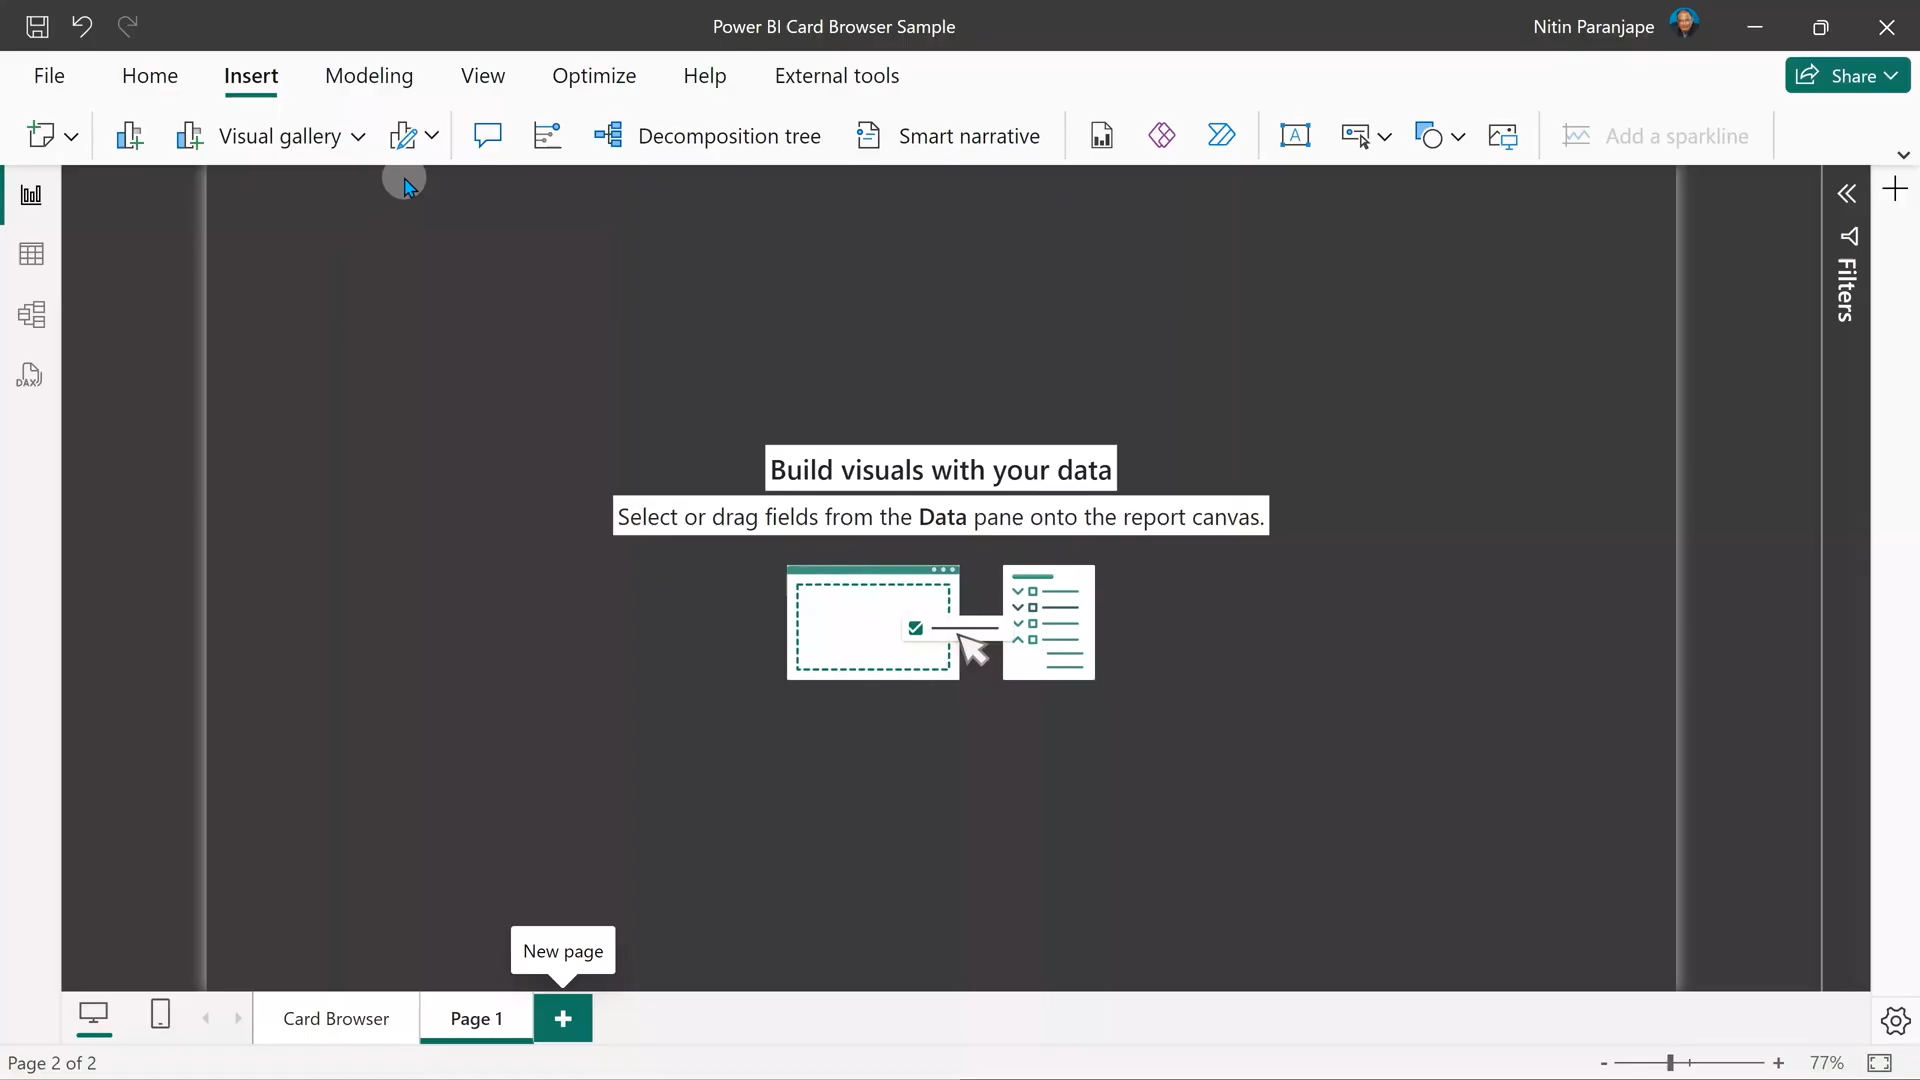 Power BI Card Browser Sample
Nitin Paranjape
File Home Insert Modeling View Optimize Help External tools
Share
Visual gallery
Decomposition tree
Smart narrative
Add a sparkline
Filters
DAX
Build visuals with your data
Select or drag fields from the Data pane onto the report canvas.
New page
Card Browser
Page 1
Page 2 of 2
77%